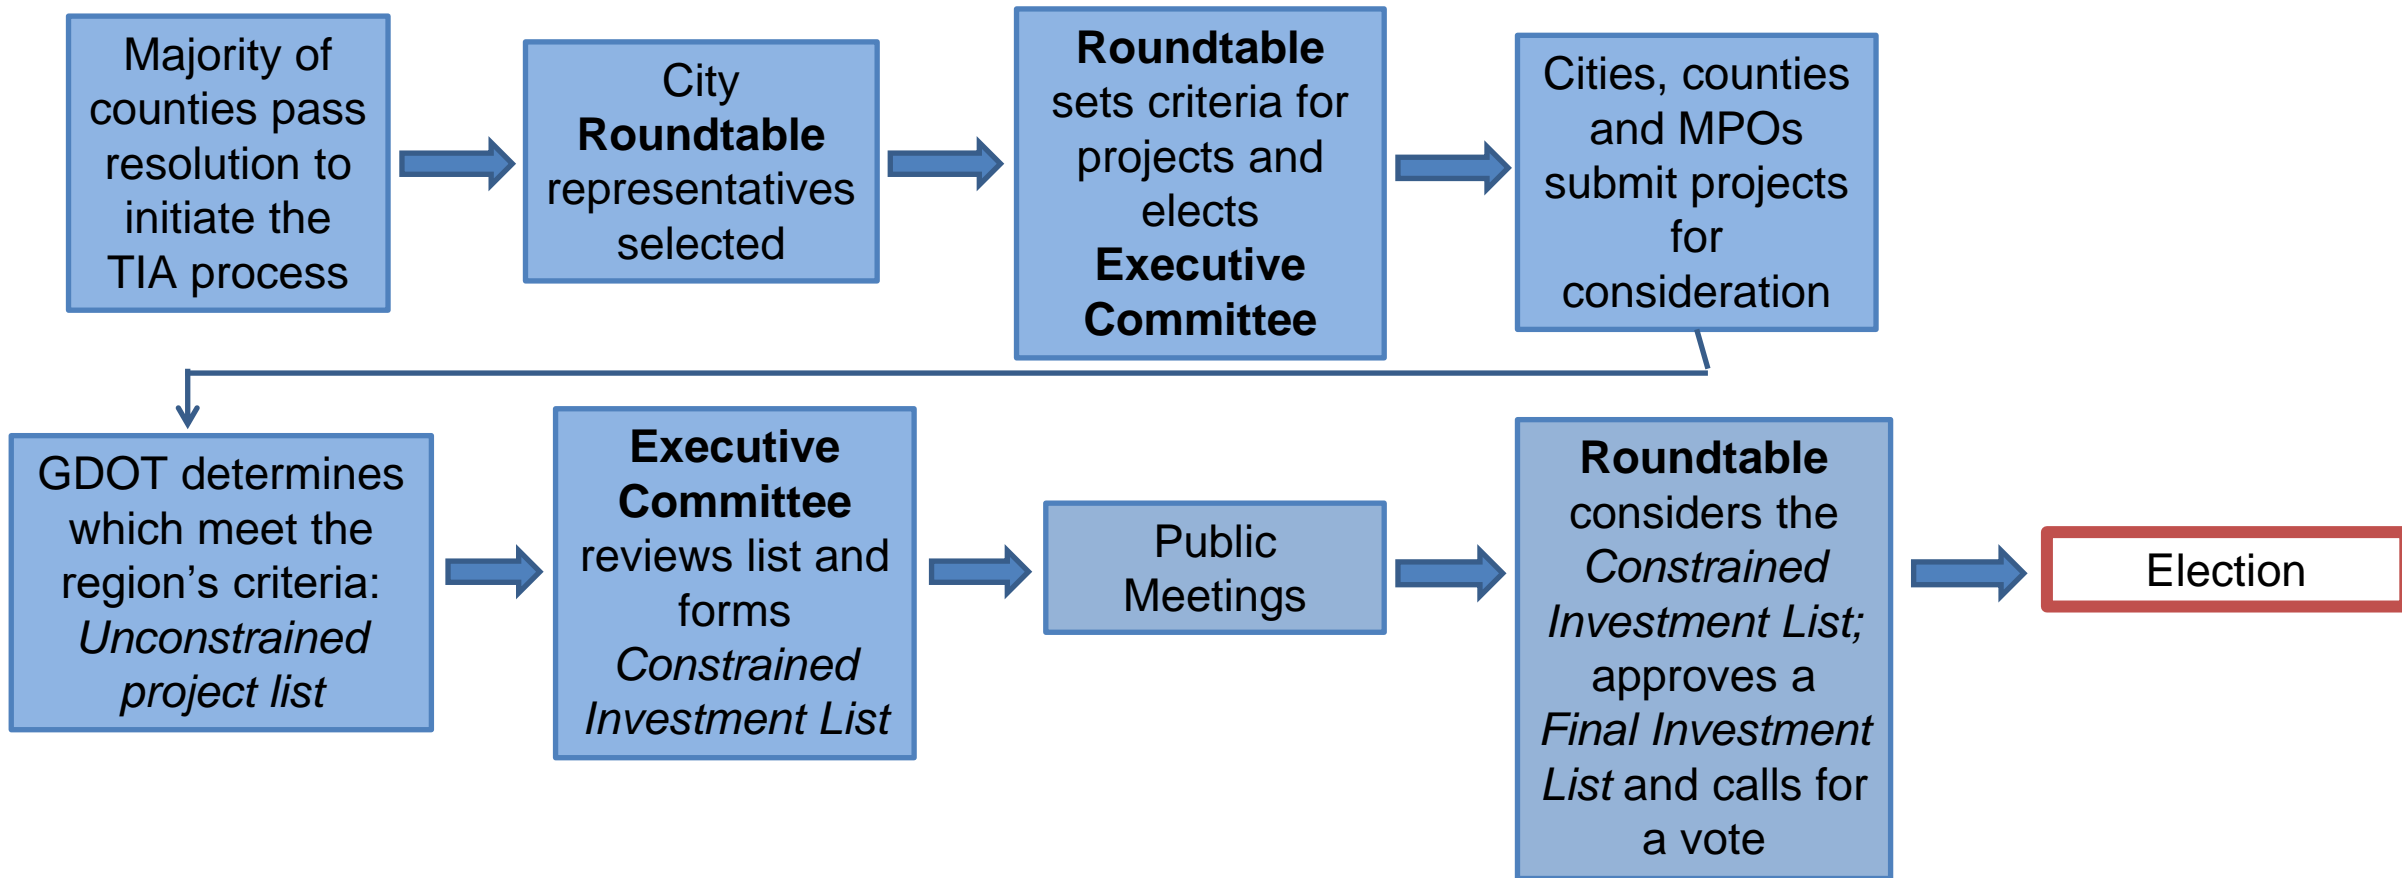 Majority of
counties pass
resolution to
initiate the
TIA process
City
Roundtable
representatives
selected
Roundtable
sets criteria for
projects and
elects
Executive
Committee
Cities, counties
and MPOs
submit projects
for
consideration
GDOT determines
which meet the
region’s criteria:
Unconstrained
project list
Executive
Committee
reviews list and
forms
Constrained
Investment List
Public
Meetings
Roundtable
considers the
Constrained
Investment List;
approves a
Final Investment
List and calls for
a vote
Election